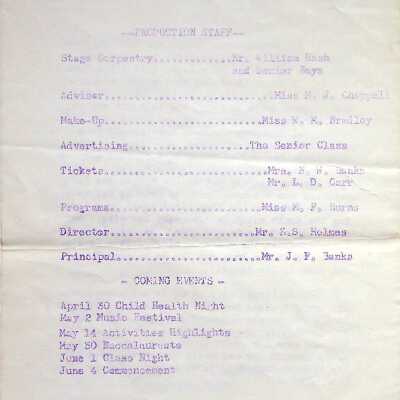 --PRODUCTION STAFF--
Stage Carpentry.............Mr. William Nash
and Senior Boys
Adviser.....................Miss M. J. Chappell
Make-Up.....................Miss E. R. Bradley
Advertising.................The Senior Class
Tickets.....................Mrs. E. W. Banks
Mr. L. D. Carr
Programs....................Miss M. F. Burns
Director....................Mr. Z.S. Holmes
Principal...................Mr. J. F. Banks
- COMING EVENTS -
April 30 Child Health Night
May 2 Music Festival
May 14 Activities Highlights
May 30 Baccalaureate
June 1 Class Night
June 4 Commencement